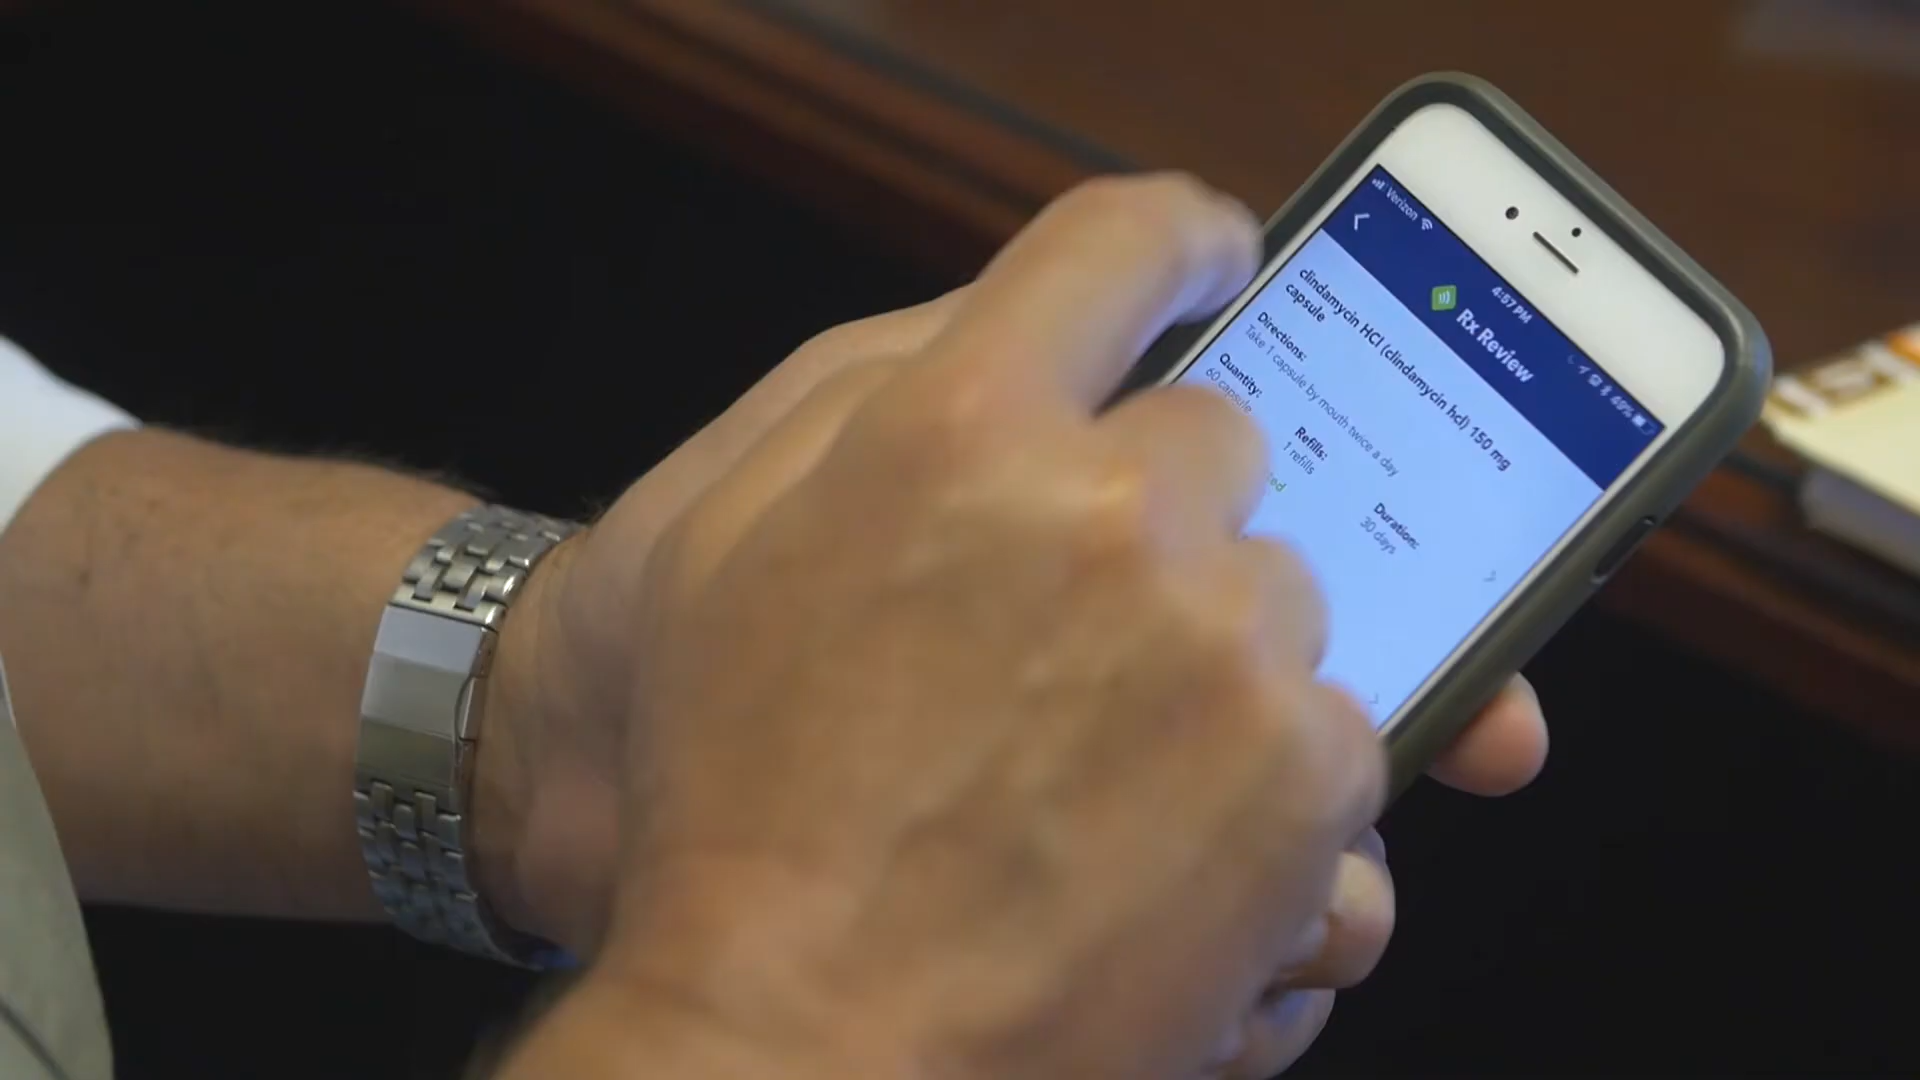 Verizon
4:57 PM
49%
Rx Review
clindamycin HCl (clindamycin hcl) 150 mg
capsule
Directions:
Take 1 capsule by mouth twice a day
Quantity:
60 capsule
Refills:
1 refills
Duration:
30 days